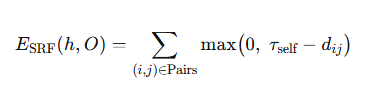 E_SRF(h, O) = ∑_(i,j)∈Pairs max(0, τ_self − d_ij)